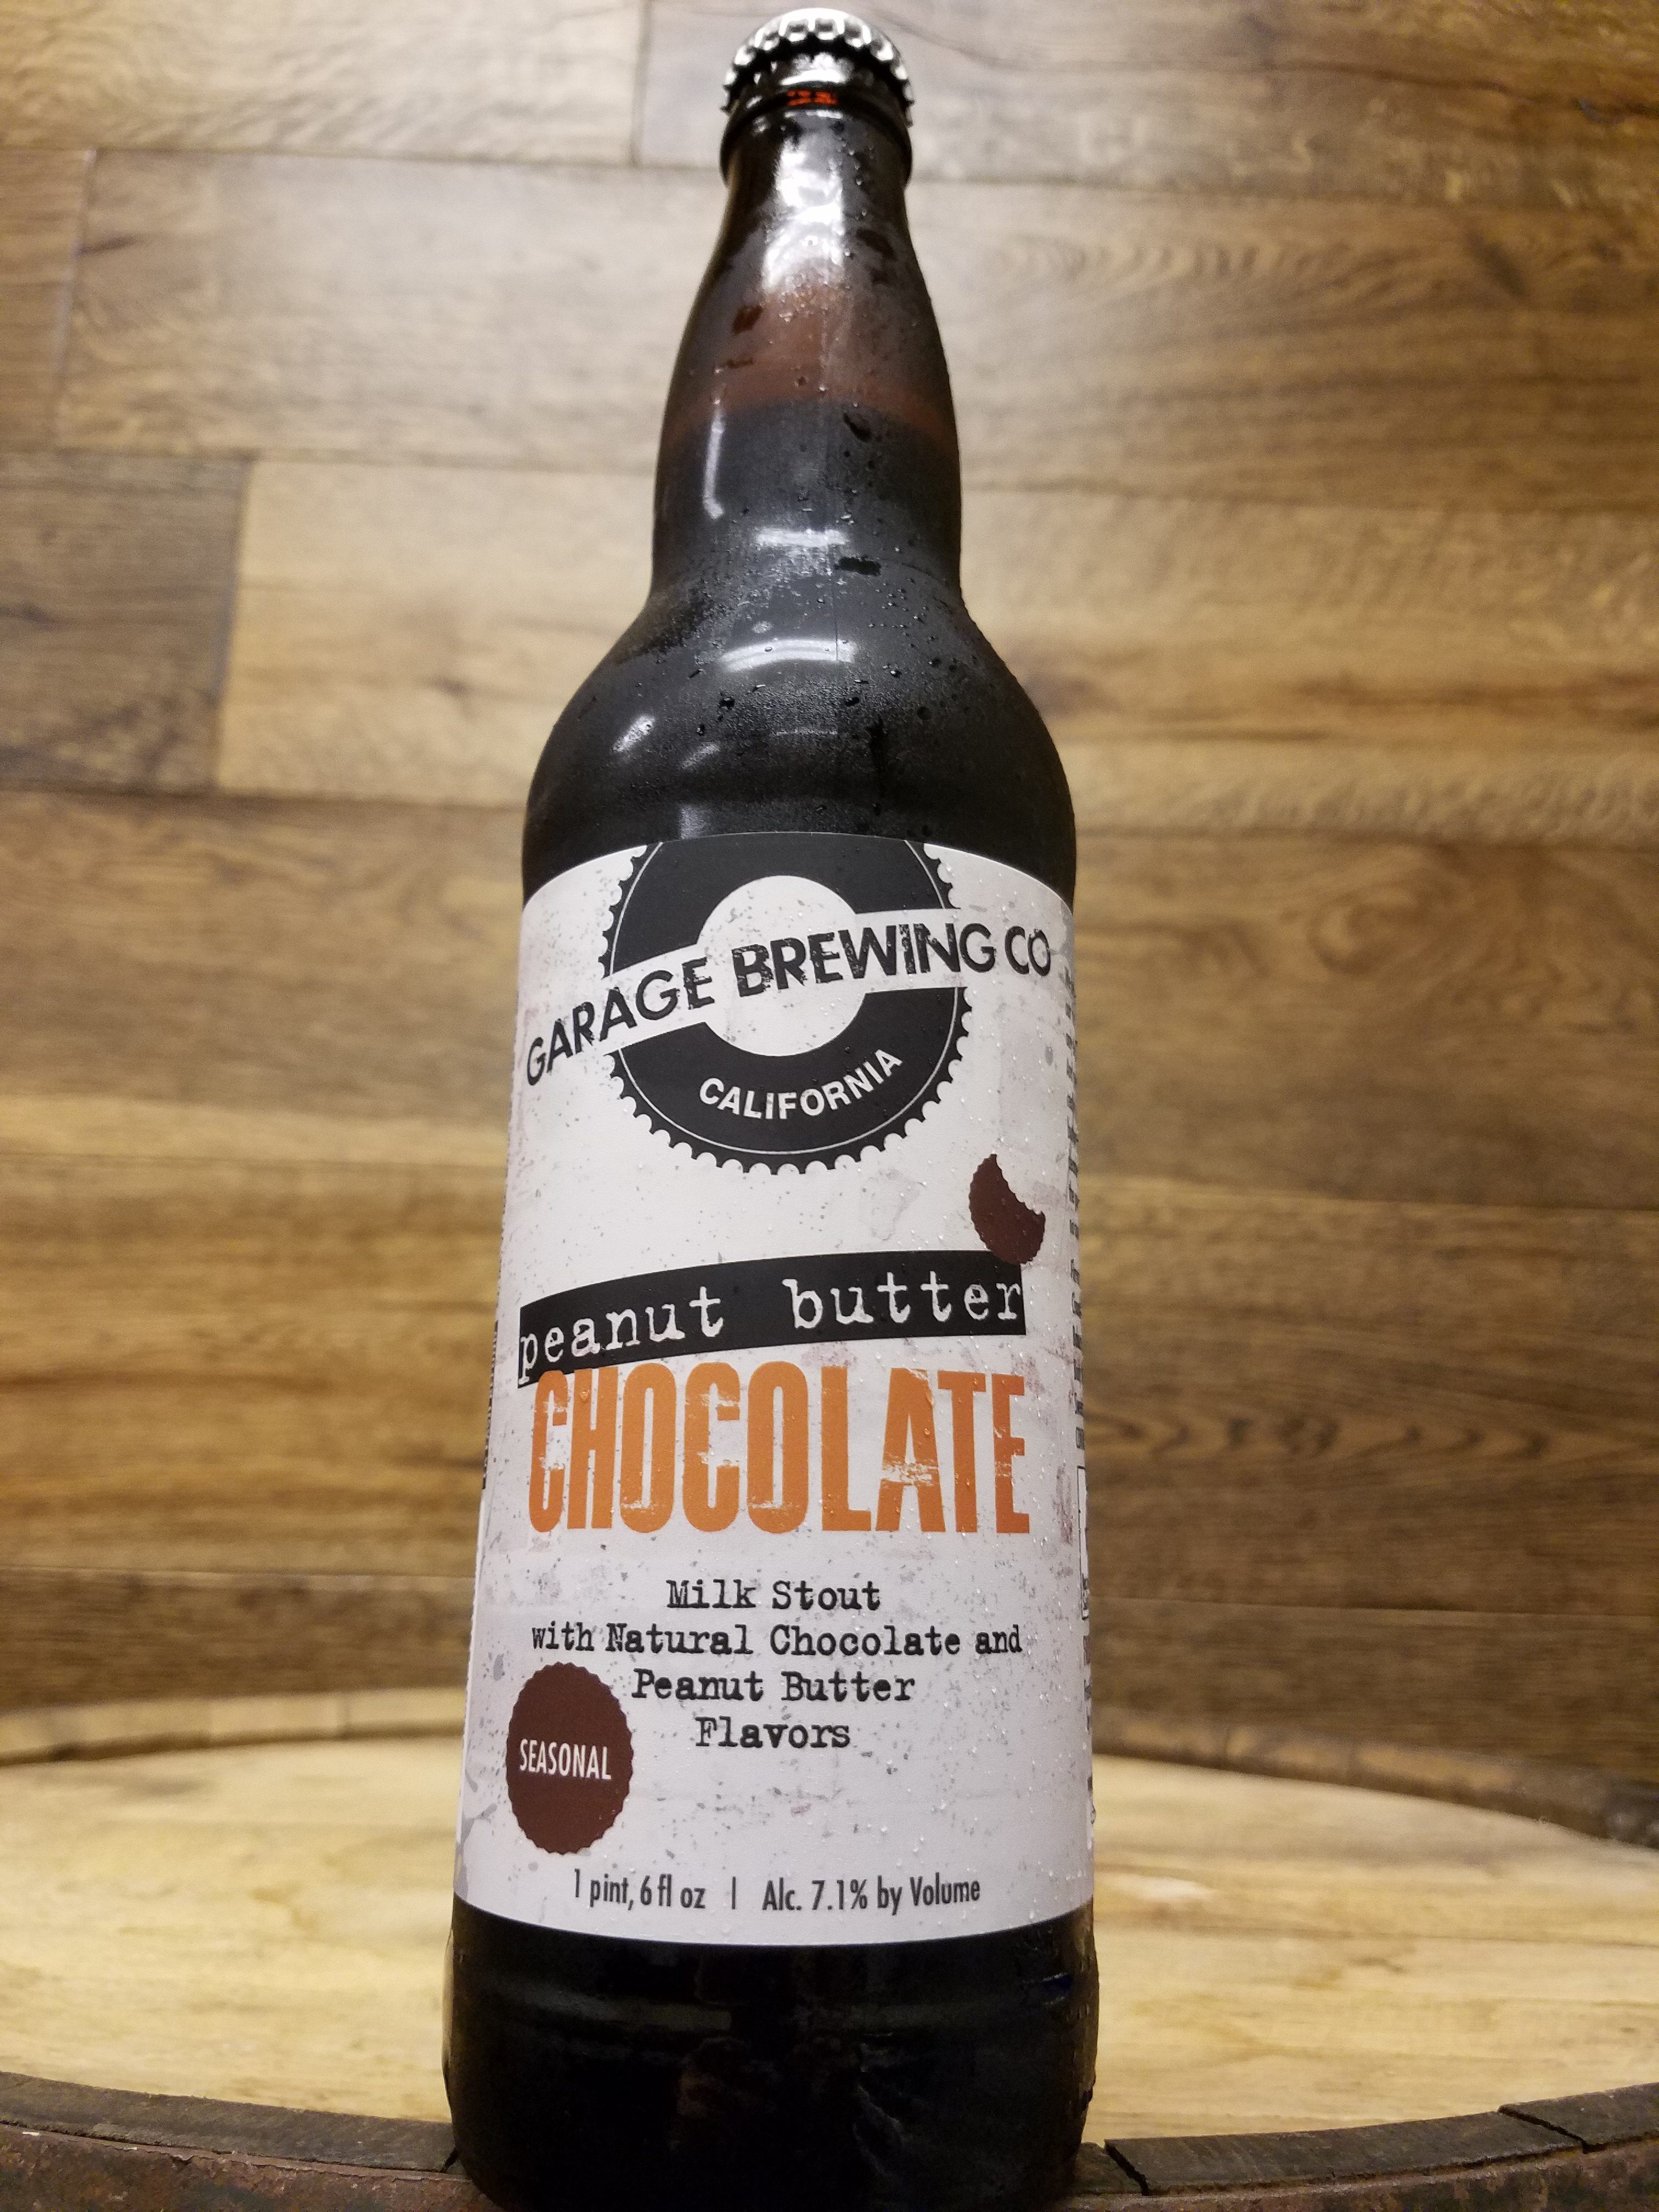 GARAGE BREWING CO
CALIFORNIA
peanut butter
CHOCOLATE
Milk Stout
with Natural Chocolate and
Peanut Butter
Flavors
SEASONAL
1 pint, 6 fl oz | Alc. 7.1% by Volume